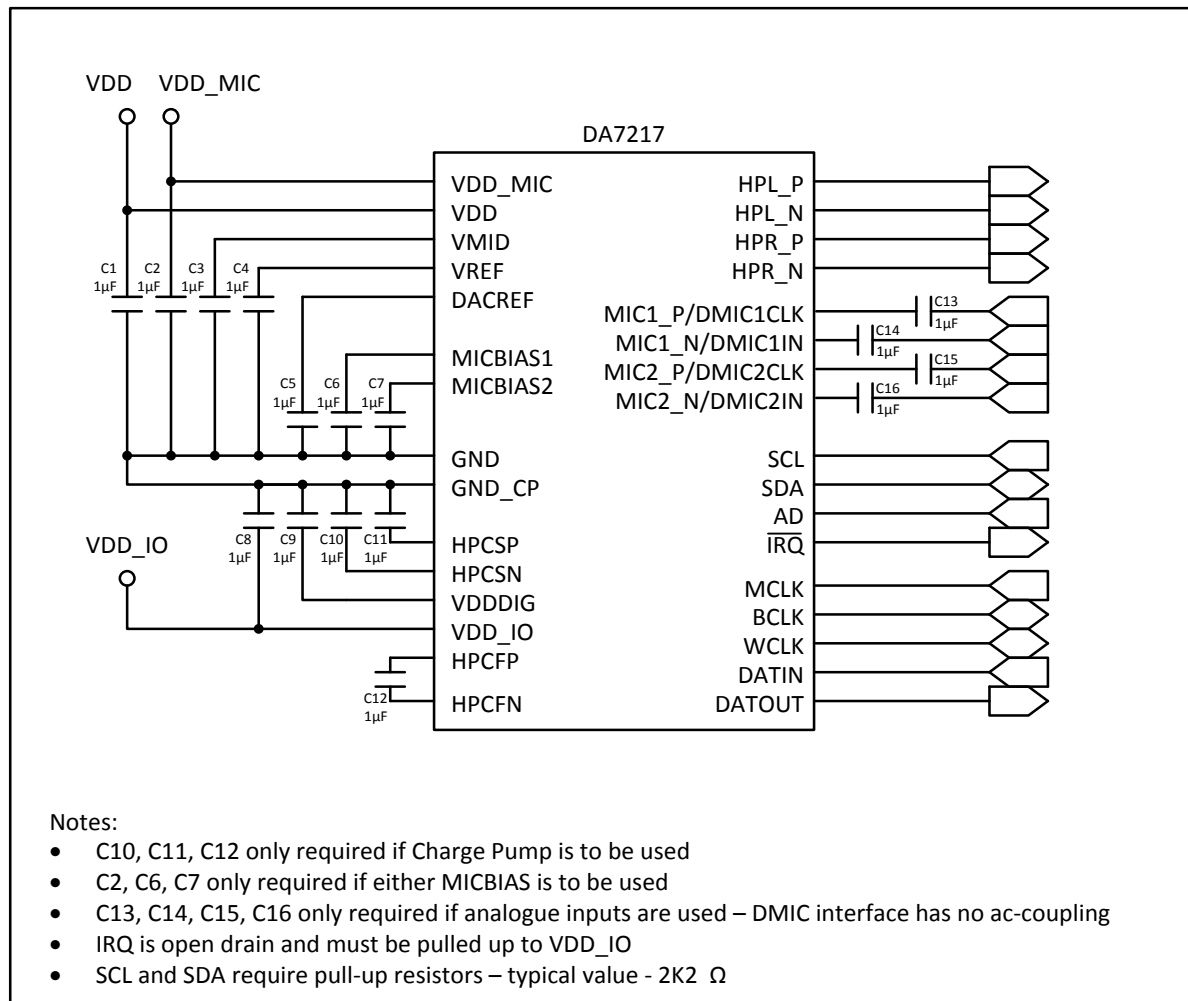 VDD VDD_MIC
DA7217
VDD_MIC
VDD
VMID
VREF
DACREF
MICBIAS1
MICBIAS2
GND
GND_CP
HPCSP
HPCSN
VDDDIG
VDD_IO
HPCFP
HPCFN
HPL_P
HPL_N
HPR_P
HPR_N
MIC1_P/DMIC1CLK
MIC1_N/DMIC1IN
MIC2_P/DMIC2CLK
MIC2_N/DMIC2IN
SCL
SDA
AD
IRQ
MCLK
BCLK
WCLK
DATIN
DATOUT
C1
1µF
C2
1µF
C3
1µF
C4
1µF
C5
1µF
C6
1µF
C7
1µF
C8
1µF
C9
1µF
C10
1µF
C11
1µF
VDD_IO
C12
1µF
C13
1µF
C14
1µF
C15
1µF
C16
1µF
Notes:
• C10, C11, C12 only required if Charge Pump is to be used
• C2, C6, C7 only required if either MICBIAS is to be used
• C13, C14, C15, C16 only required if analogue inputs are used – DMIC interface has no ac-coupling
• IRQ is open drain and must be pulled up to VDD_IO
• SCL and SDA require pull-up resistors – typical value - 2K2 Ω